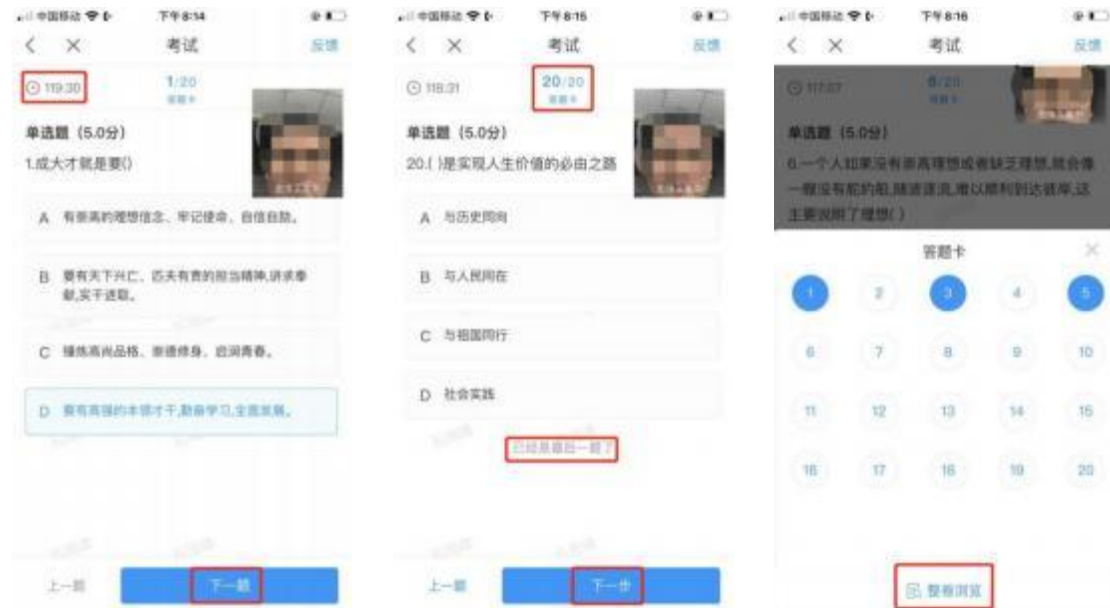 中国移动
下午8:14
考试
反馈
119:30
1/20
答题卡
单选题（5.0分）
1.成大才就是要()
A 有崇高的理想信念、牢记使命、自信自励。
B 要有天下兴亡、匹夫有责的担当精神,讲求奉
献,实干进取。
C 锤炼高尚品格、崇德修身、启润青春。
D 要有高强的本领才干,勤奋学习,全面发展。
上一题
下一题
中国移动
下午8:15
考试
反馈
118:31
20/20
答题卡
单选题（5.0分）
20.( )是实现人生价值的必由之路
A 与历史同向
B 与人民同在
C 与祖国同行
D 社会实践
已经是最后一题了
上一题
下一步
中国移动
下午8:16
考试
反馈
6/20
答题卡
单选题（5.0分）
6.一个人如果没有崇高理想或者缺乏理想,就会像
一艘没有舵的船,随波逐流,难以顺利到达彼岸,这
主要说明了理想( )
答题卡
1 2 3 4 5
6 7 8 9 10
11 12 13 14 15
16 17 18 19 20
整卷浏览